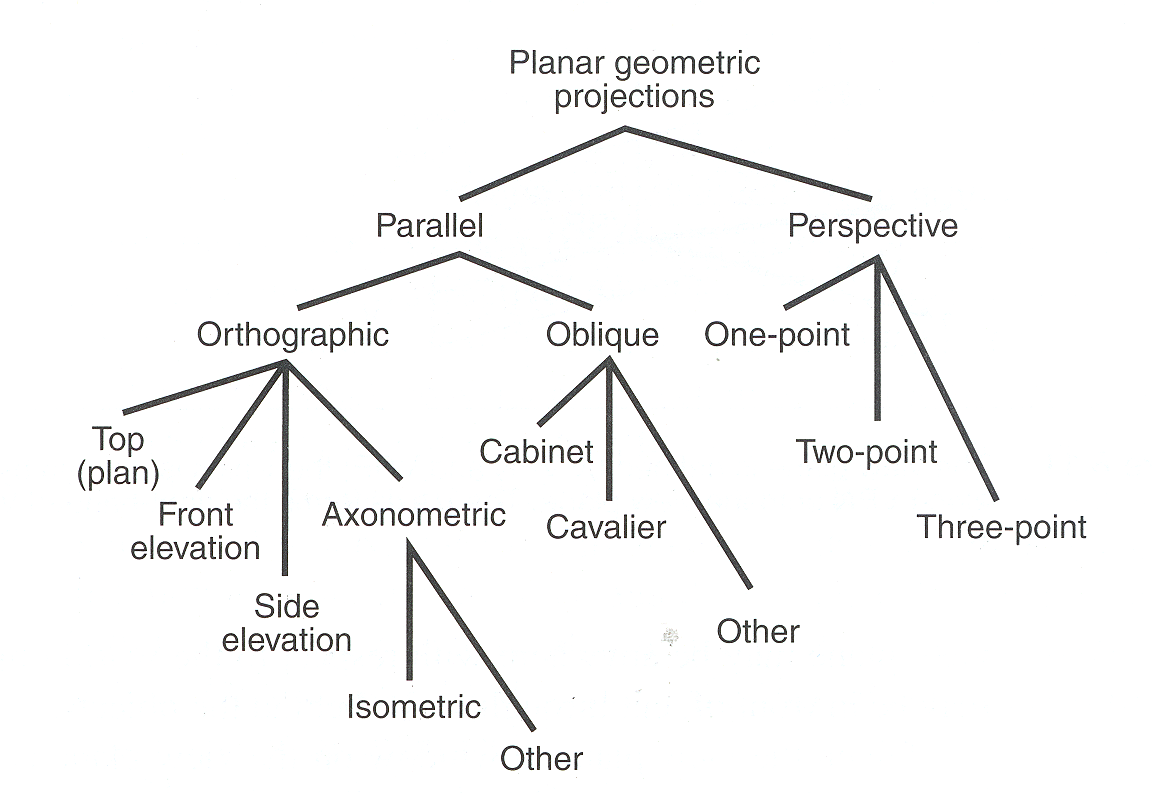 Planar geometric
projections
Parallel
Perspective
Orthographic
Oblique
One-point
Top
(plan)
Cabinet
Two-point
Front
elevation
Axonometric
Cavalier
Three-point
Side
elevation
Other
Isometric
Other